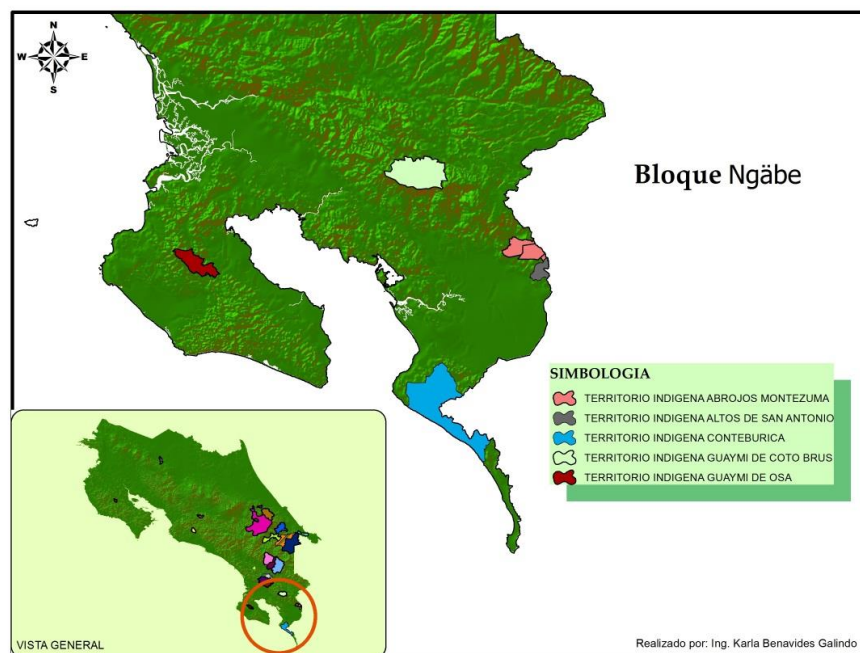 N
W E
S
Bloque Ngäbe
SIMBOLOGIA
TERRITORIO INDIGENA ABROJOS MONTEZUMA
TERRITORIO INDIGENA ALTOS DE SAN ANTONIO
TERRITORIO INDIGENA CONTEBURICA
TERRITORIO INDIGENA GUAYMI DE COTO BRUS
TERRITORIO INDIGENA GUAYMI DE OSA
VISTA GENERAL
Realizado por: Ing. Karla Benavides Galindo